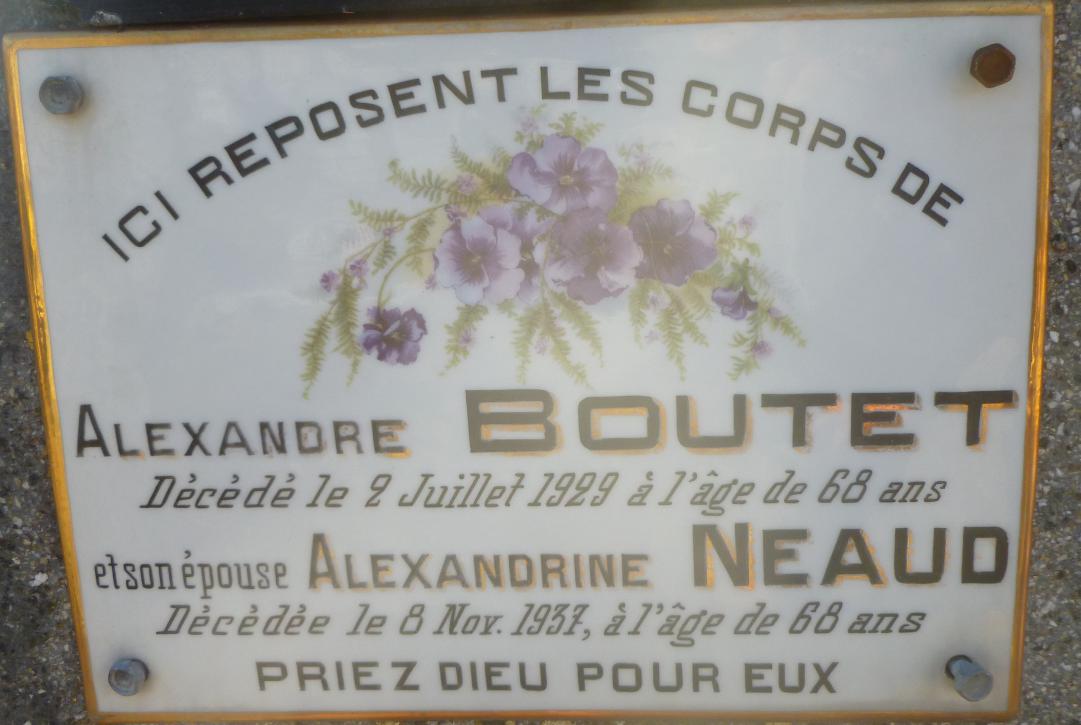 ICI REPOSENT LES CORPS DE
ALEXANDRE BOUTET
Décédé le 2 Juillet 1929 à l'âge de 68 ans
et son épouse ALEXANDRINE NEAUD
Décédée le 8 Nov. 1937, à l'âge de 68 ans
PRIEZ DIEU POUR EUX